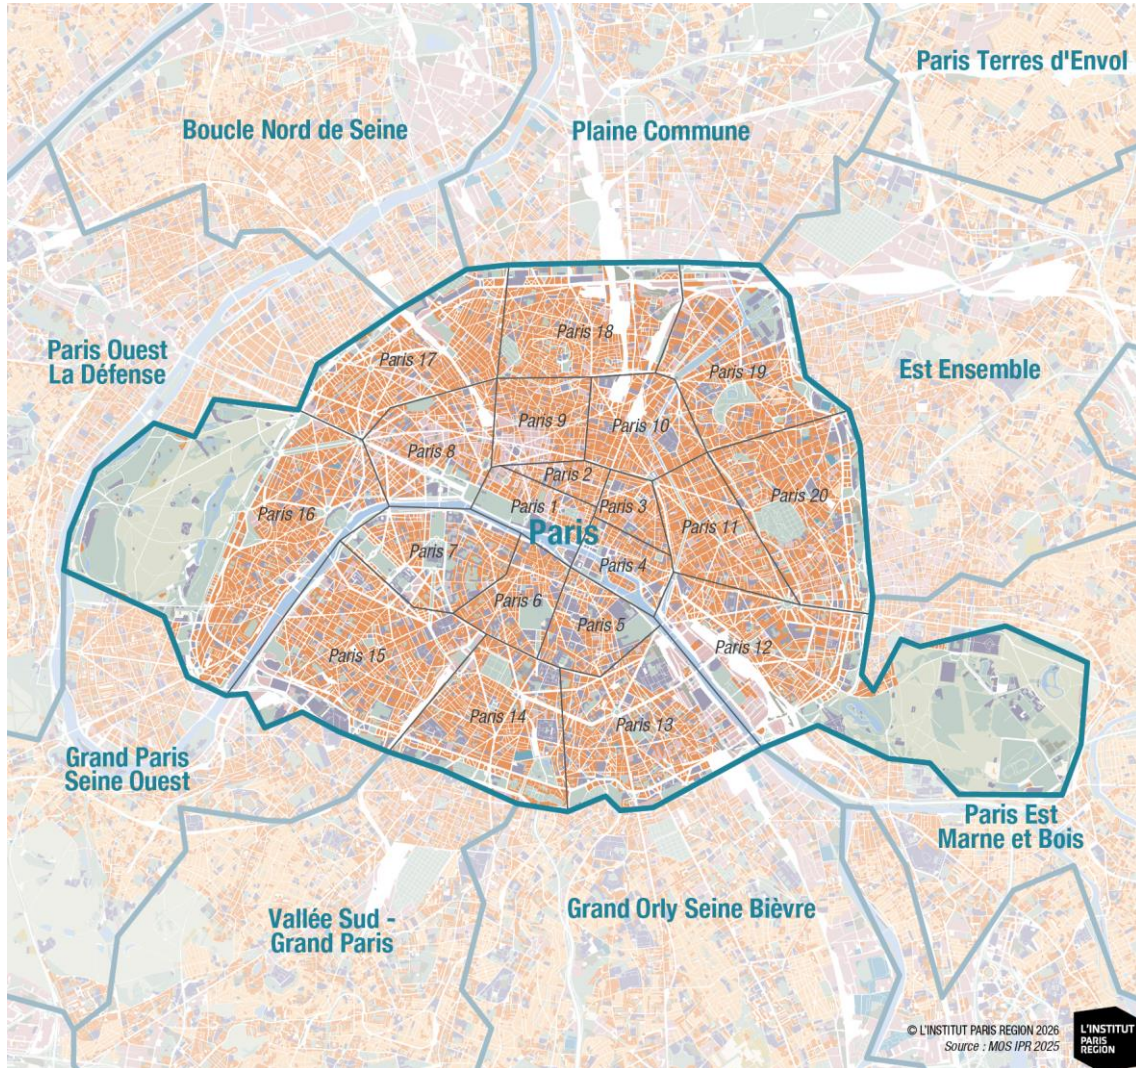 Paris Terres d'Envol
Boucle Nord de Seine
Plaine Commune
Paris Ouest
La Défense
Est Ensemble
Paris 18
Paris 17
Paris 19
Paris 9
Paris 10
Paris 8
Paris 2
Paris 20
Paris 1
Paris 3
Paris 16
Paris 11
Paris
Paris 7
Paris 4
Paris 6
Paris 5
Paris 12
Paris 15
Paris 14
Paris 13
Grand Paris
Seine Ouest
Paris Est
Marne et Bois
Vallée Sud -
Grand Paris
Grand Orly Seine Bièvre
© L'INSTITUT PARIS REGION 2026
Source : MOS IPR 2025
L'INSTITUT
PARIS
REGION